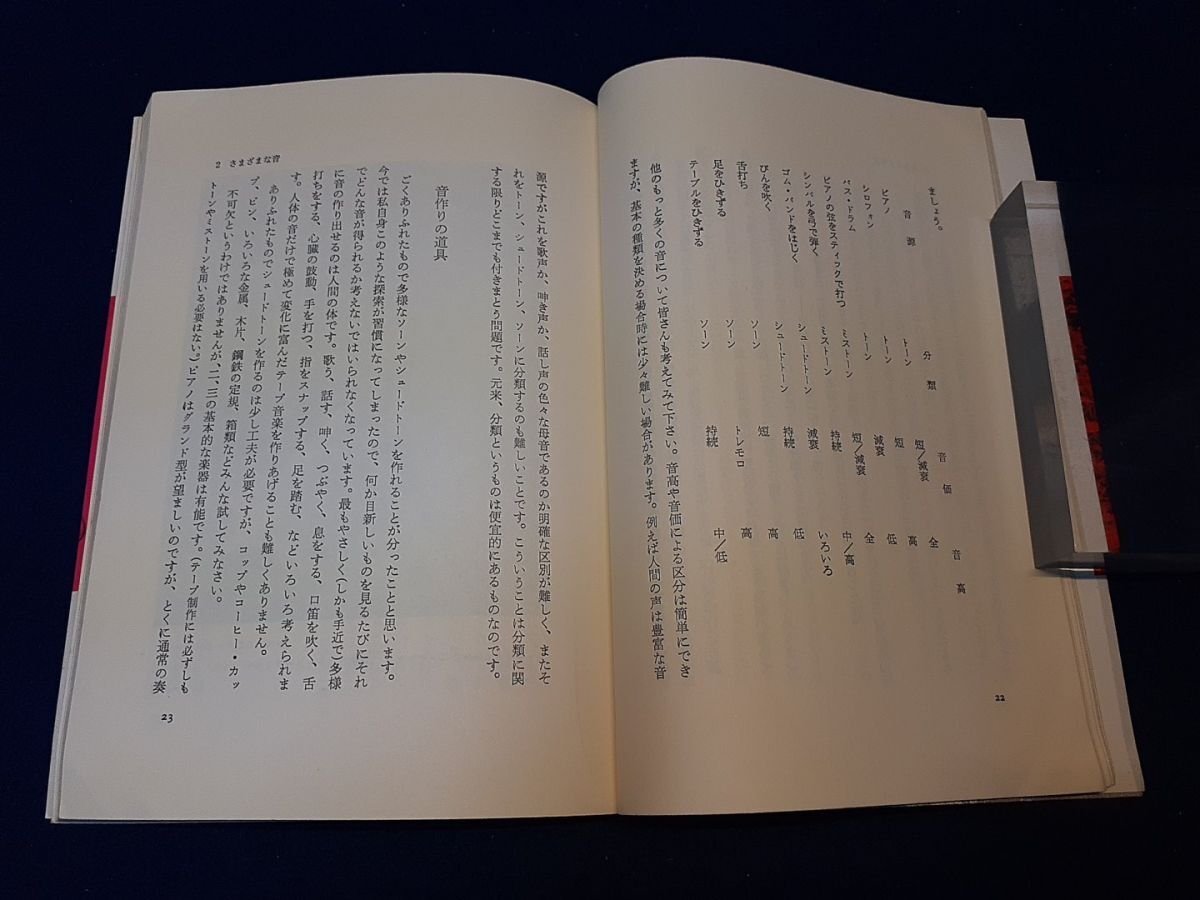 ましょう。
音源 分類 音価 音高
ピアノ トーン 短/減衰 全
シロフォン トーン 短 高
バス・ドラム 減衰 低
ピアノの弦をスティックで打つ ミストーン 短/減衰 全
シンバルを弓で弾く ミストーン 持続 中/高
ゴム・バンドをはじく シュードトーン 減衰 いろいろ
びんを吹く シュードトーン 持続 低
舌打ち ソーン 短 高
足をひきずる ソーン トレモロ 高
テーブルをひきずる ソーン 持続 中/低
他のもっと多くの音について皆さんも考えてみて下さい。音高や音価による区分は簡単にでき
ますが、基本の種類を決める場合時には少々難しい場合があります。例えば人間の声は豊富な音
22
源ですがこれを歌声か、呻き声か、話し声の色々な母音であるのか明確な区別が難しく、またそ
れをトーン、シュードトーン、ソーンに分類するのも難しいことです。こういうことは分類に関
する限りどこまでも付きまとう問題です。元来、分類というものは便宜的にあるものなのです。
音作りの道具
ごくありふれたもので多様なソーンやシュードトーンを作れることが分ったことと思います。
今では私自身このような探索が習慣になってしまったので、何か目新しいものを見るたびにそれ
でどんな音が得られるか考えないではいられなくなっています。最もやさしく(しかも手近で)多様
に音の作り出せるのは人間の体です。歌う、話す、呻く、つぶやく、息をする、口笛を吹く、舌
打ちをする、心臓の鼓動、手を打つ、指をスナップする、足を踏む、などいろいろ考えられま
す。人体の音だけで極めて変化に富んだテープ音楽を作りあげることも難しくありません。
ありふれたものでシュードトーンを作るのは少し工夫が必要ですが、コップやコーヒー・カッ
プ、ビン、いろいろな金属、木片、鋼鉄の定規、箱類などみんな試してみなさい。
不可欠というわけではありませんが、二、三の基本的な楽器は有能です。(テープ制作には必ずしも
トーンやミストーンを用いる必要はない。)ピアノはグランド型が望ましいのですが、とくに通常の奏
2 さまざまな音
23